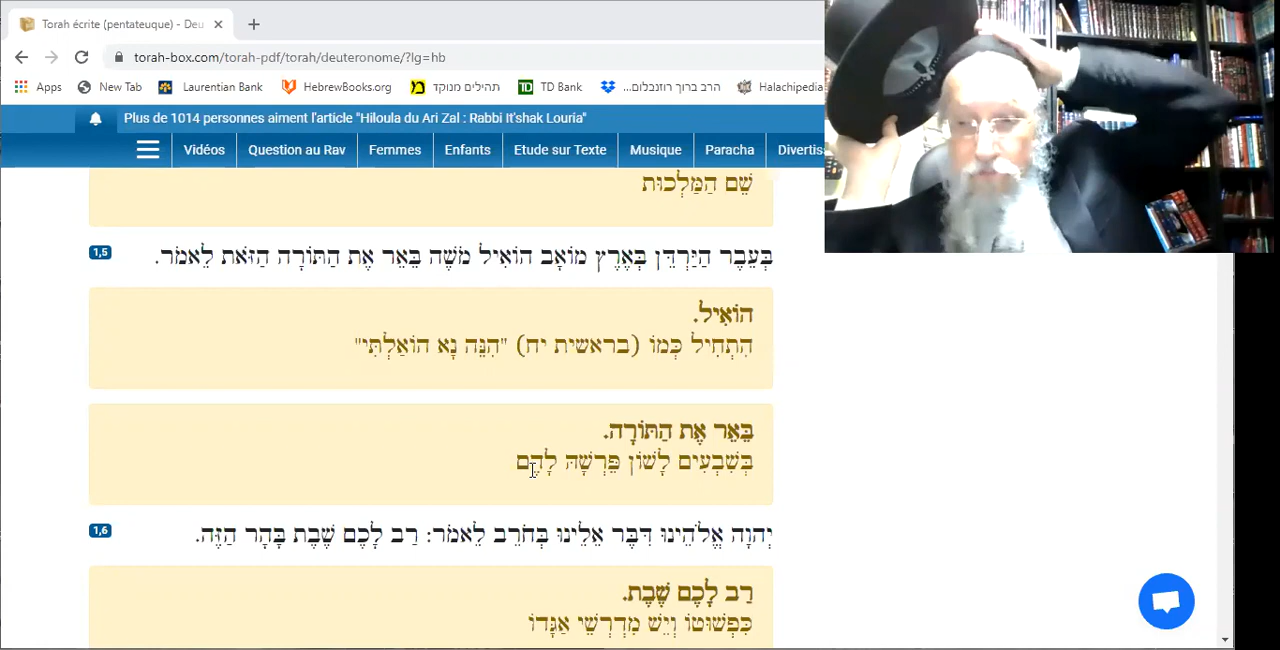 Torah écrite (pentateuque) - Deu
torah-box.com/torah-pdf/torah/deuteronome/?lg=hb
Apps New Tab Laurentian Bank HebrewBooks.org תהילים מנוקד TD Bank הרב ברוך רוזנבלום... Halachipedia
Plus de 1014 personnes aiment l'article "Hiloula du Ari Zal : Rabbi It'shak Louria"
Vidéos Question au Rav Femmes Enfants Etude sur Texte Musique Paracha Divertis
שֵׁם הַמַּלְכוּת
1,5
בְּעֵבֶר הַיַּרְדֵּן בְּאֶרֶץ מוֹאָב הוֹאִיל מֹשֶׁה בֵּאֵר אֶת הַתּוֹרָה הַזֹּאת לֵאמֹר.
הוֹאִיל.
הִתְחִיל כְּמוֹ (בראשית יח) "הִנֵּה נָא הוֹאַלְתִּי"
בֵּאֵר אֶת הַתּוֹרָה.
בְּשִׁבְעִים לָשׁוֹן פֵּרְשָׁהּ לָהֶם
1,6
יְהוָה אֱלֹהֵינוּ דִּבֶּר אֵלֵינוּ בְּחֹרֵב לֵאמֹר: רַב לָכֶם שֶׁבֶת בָּהָר הַזֶּה.
רַב לָכֶם שֶׁבֶת.
כִּפְשׁוּטוֹ וְיֵשׁ מִדְרְשֵׁי אַגָּדוֹ